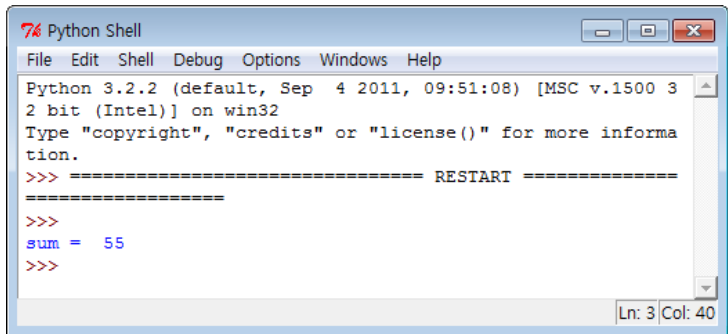 Python Shell
File Edit Shell Debug Options Windows Help
Python 3.2.2 (default, Sep  4 2011, 09:51:08) [MSC v.1500 3
2 bit (Intel)] on win32
Type "copyright", "credits" or "license()" for more informa
tion.
>>> ================================ RESTART ==============
==================
>>>
sum =  55
>>>
Ln: 3 Col: 40